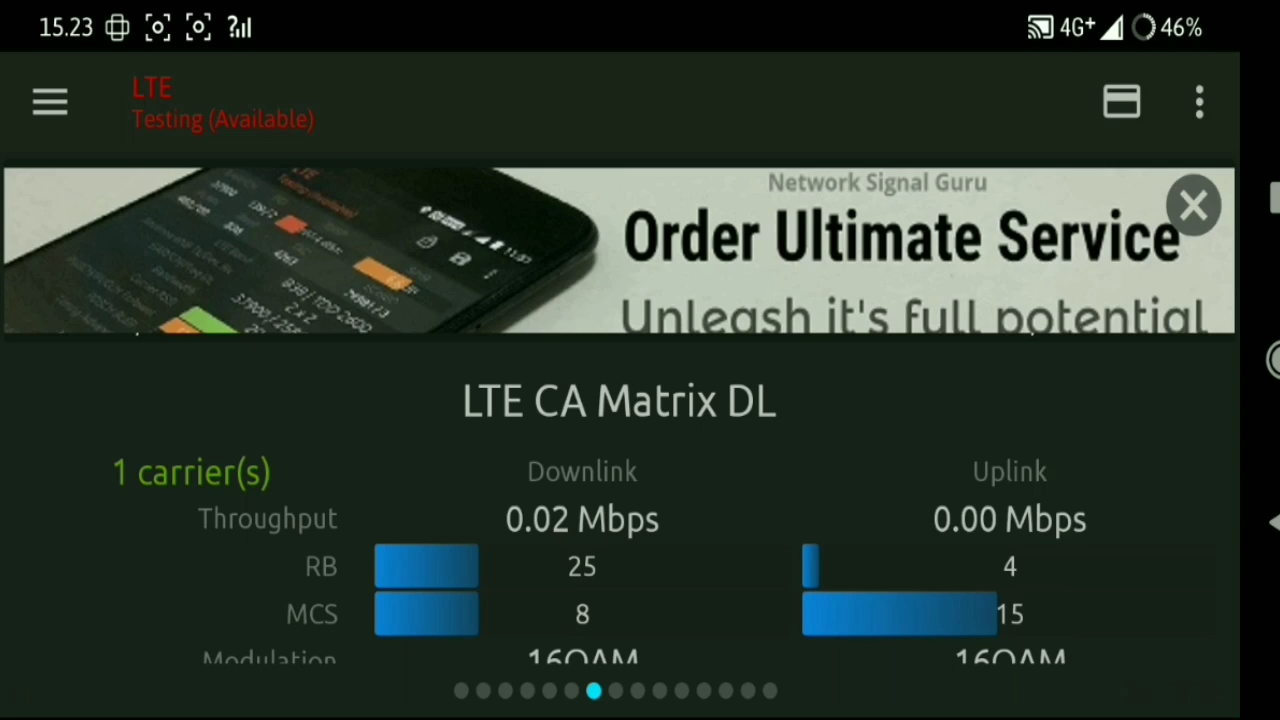 15.23
4G+
46%
LTE
Testing (Available)
Network Signal Guru
Order Ultimate Service
Unleash it's full potential
LTE CA Matrix DL
1 carrier(s)
Downlink
Uplink
Throughput
0.02 Mbps
0.00 Mbps
RB
25
4
MCS
8
15
Modulation
16QAM
16QAM